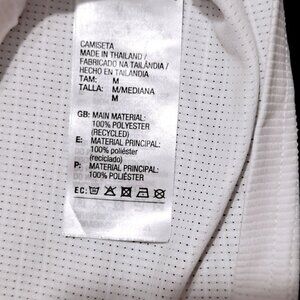 CAMISETA
MADE IN THAILAND /
FABRICADO NA TAILÂNDIA /
HECHO EN TAILANDIA
TAM: M
TALLA: M/MEDIANA
M
GB: MAIN MATERIAL:
100% POLYESTER
(RECYCLED)
E: MATERIAL PRINCIPAL:
100% poliéster
(reciclado)
P: MATERIAL PRINCIPAL:
100% POLIÉSTER
EC: